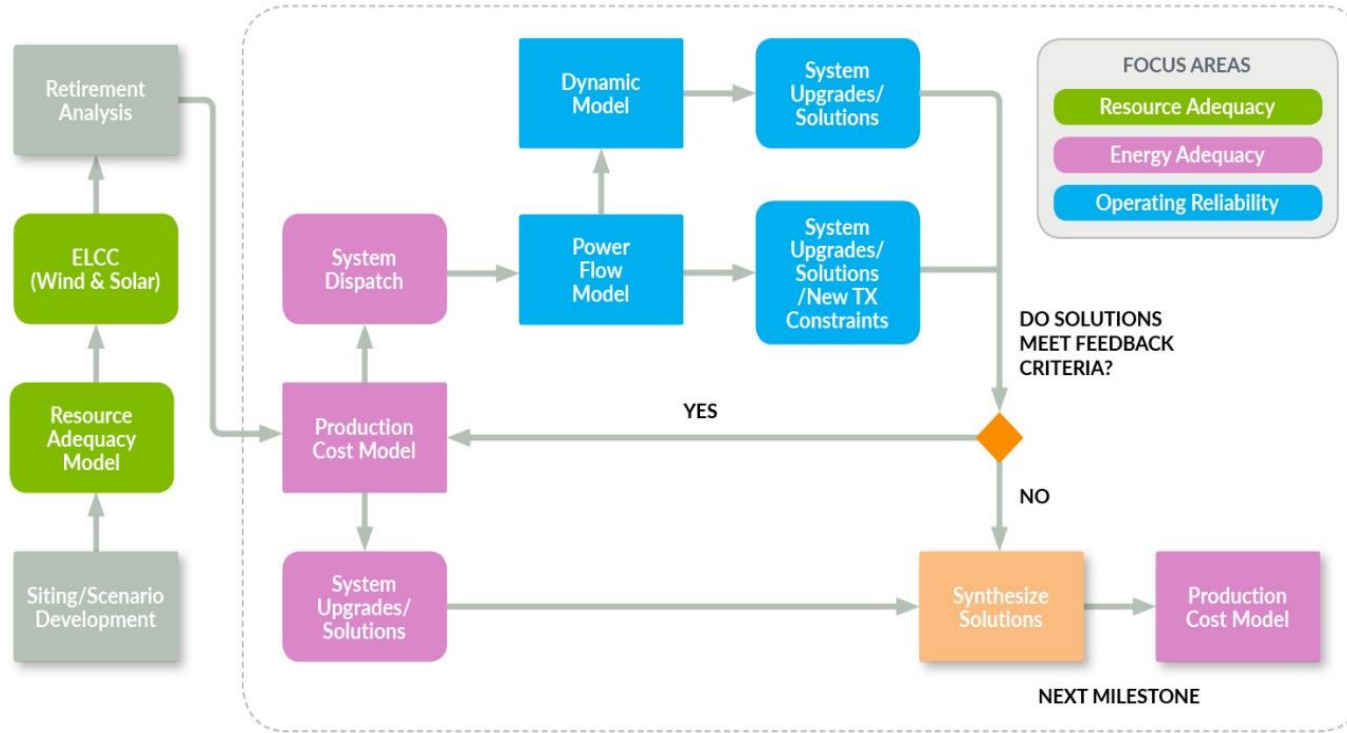 Retirement
Analysis
ELCC
(Wind & Solar)
Resource
Adequacy
Model
Siting/Scenario
Development
Dynamic
Model
System
Upgrades/
Solutions
System
Dispatch
Power
Flow
Model
System
Upgrades/
Solutions
/New TX
Constraints
FOCUS AREAS
Resource Adequacy
Energy Adequacy
Operating Reliability
DO SOLUTIONS
MEET FEEDBACK
CRITERIA?
Production
Cost Model
YES
NO
System
Upgrades/
Solutions
Synthesize
Solutions
Production
Cost Model
NEXT MILESTONE